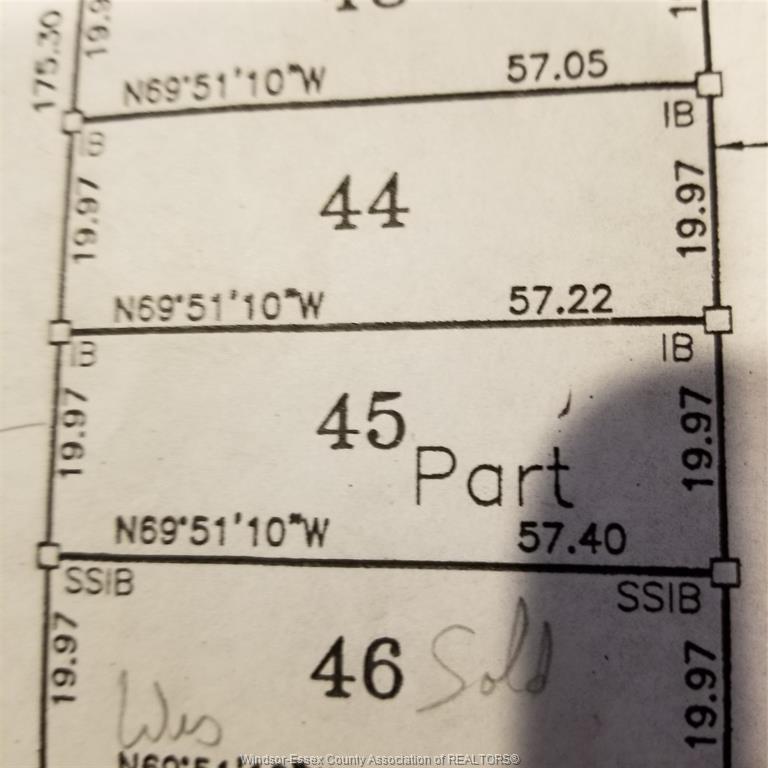 175.30
N69°51'10"W 57.05
IB IB
19.97 44 19.97
N69°51'10"W 57.22
IB IB
19.97 45 19.97
Part
N69°51'10"W 57.40
SSIB SSIB
19.97 46 Sold 19.97
Wes
Windsor-Essex County Association of REALTORS®